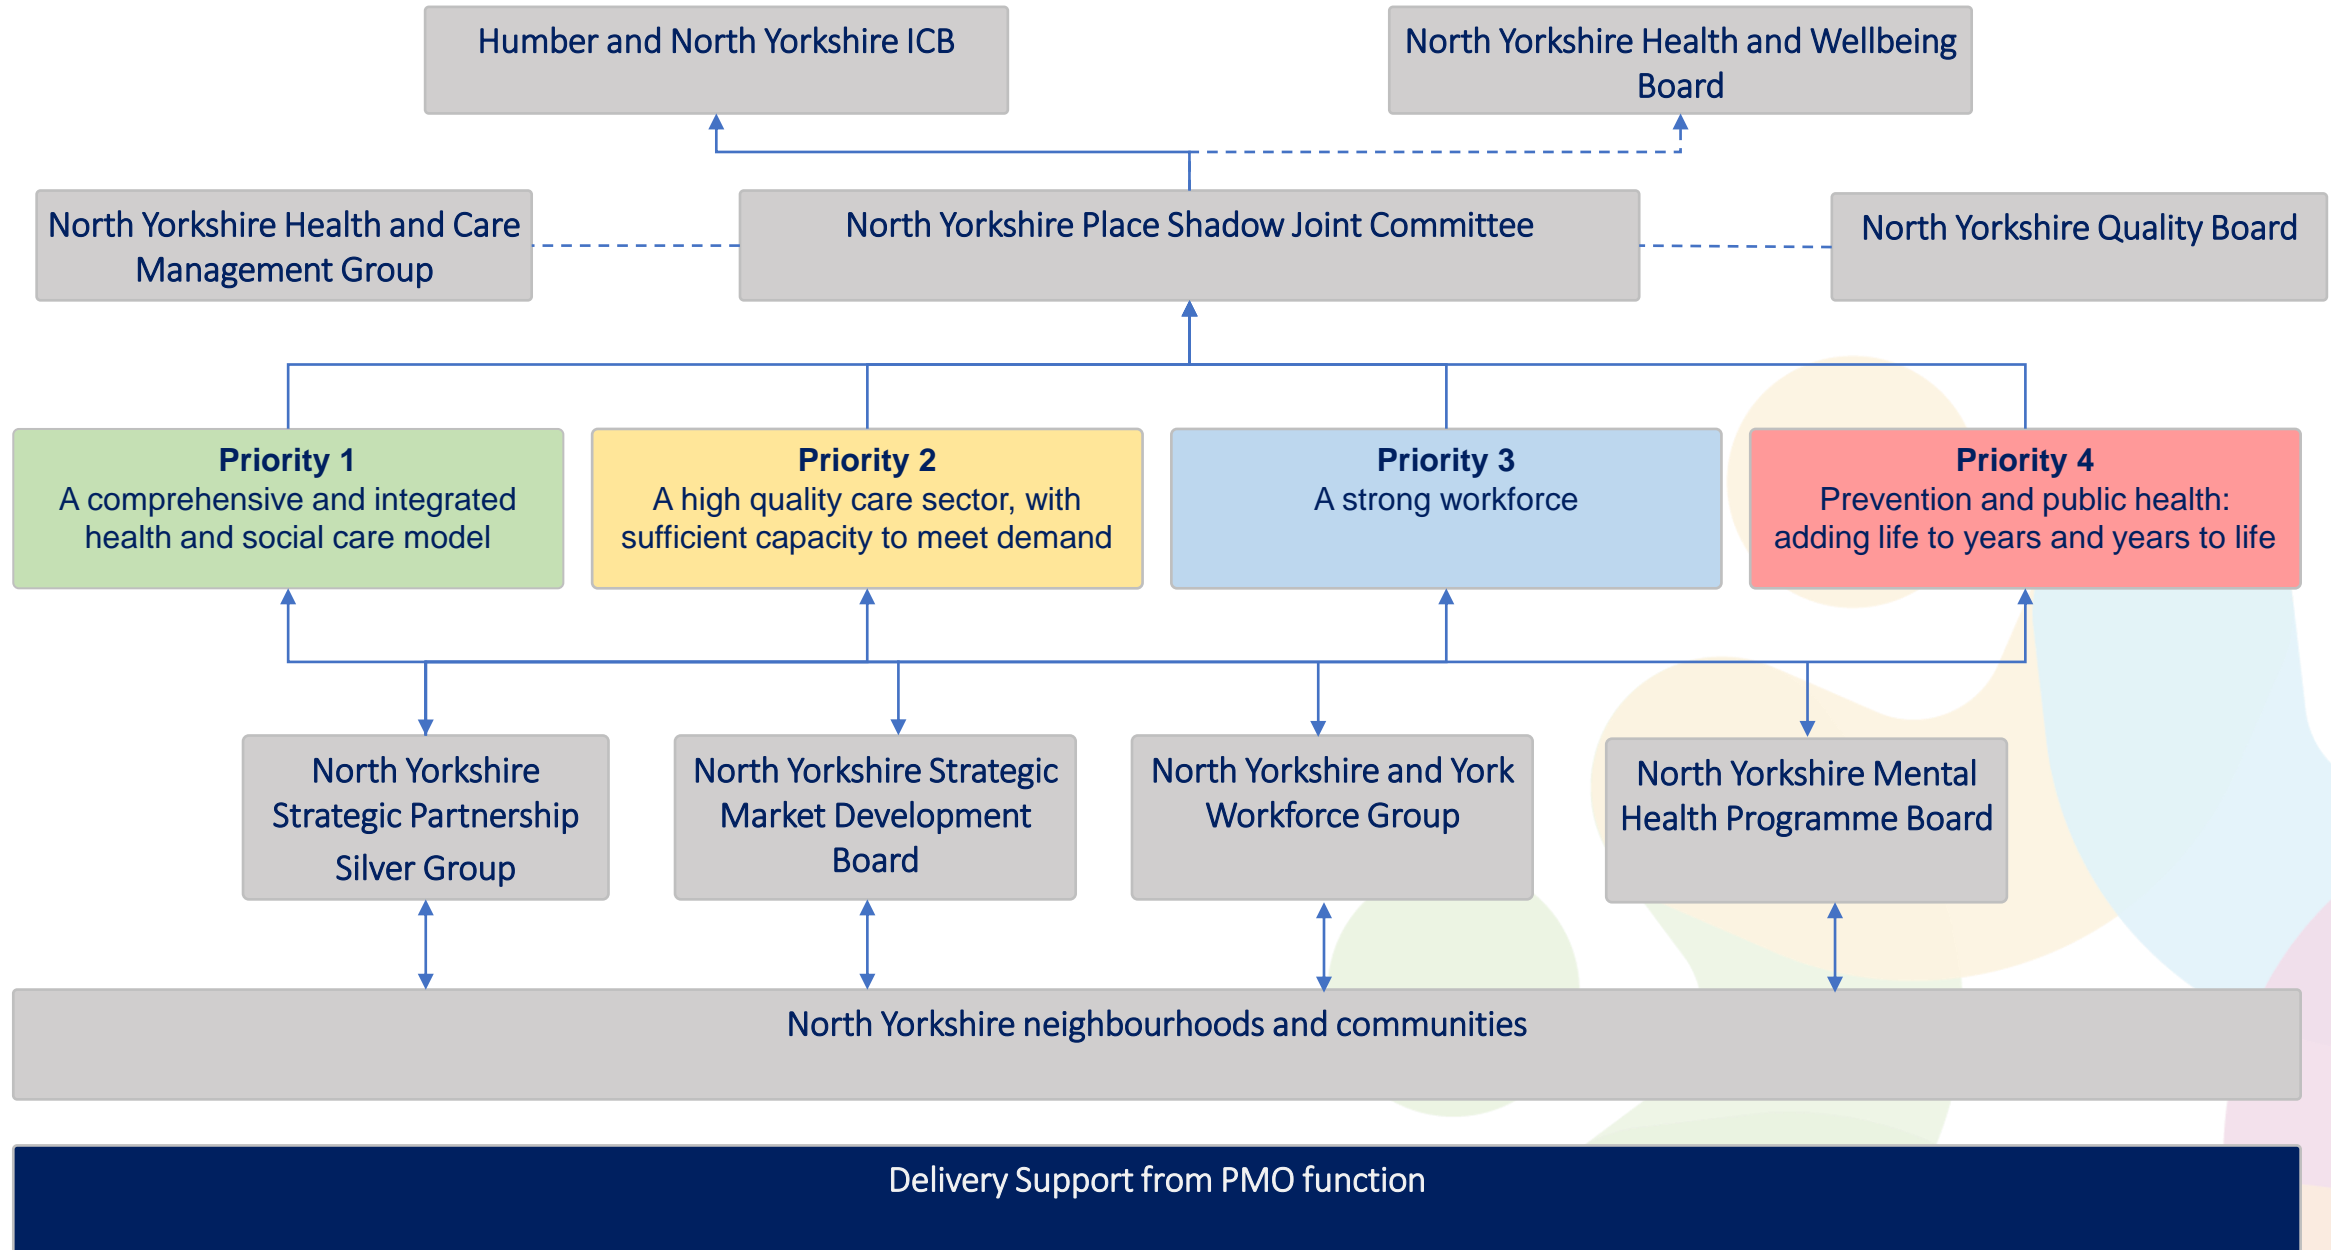 Humber and North Yorkshire ICB
North Yorkshire Health and Wellbeing
Board
North Yorkshire Health and Care
Management Group
North Yorkshire Place Shadow Joint Committee
North Yorkshire Quality Board
Priority 1
A comprehensive and integrated
health and social care model
Priority 2
A high quality care sector, with
sufficient capacity to meet demand
Priority 3
A strong workforce
Priority 4
Prevention and public health:
adding life to years and years to life
North Yorkshire
Strategic Partnership
Silver Group
North Yorkshire Strategic
Market Development
Board
North Yorkshire and York
Workforce Group
North Yorkshire Mental
Health Programme Board
North Yorkshire neighbourhoods and communities
Delivery Support from PMO function